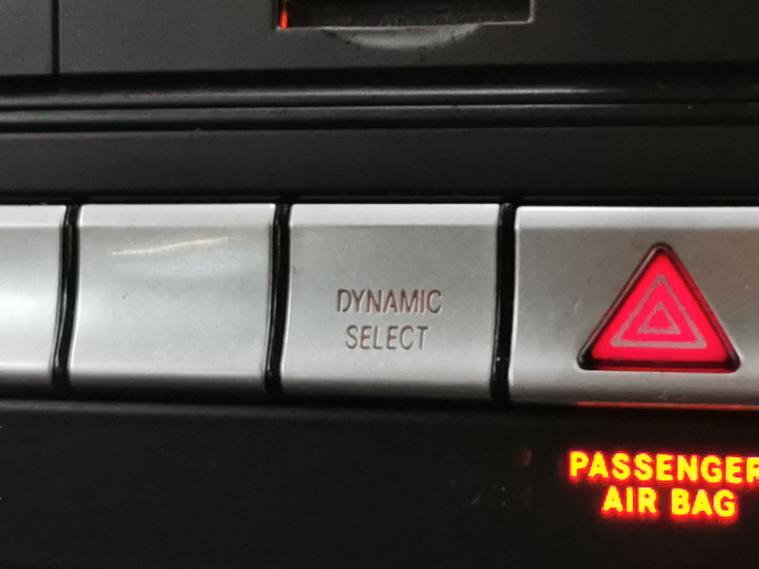 DYNAMIC
SELECT
PASSENGER
AIR BAG